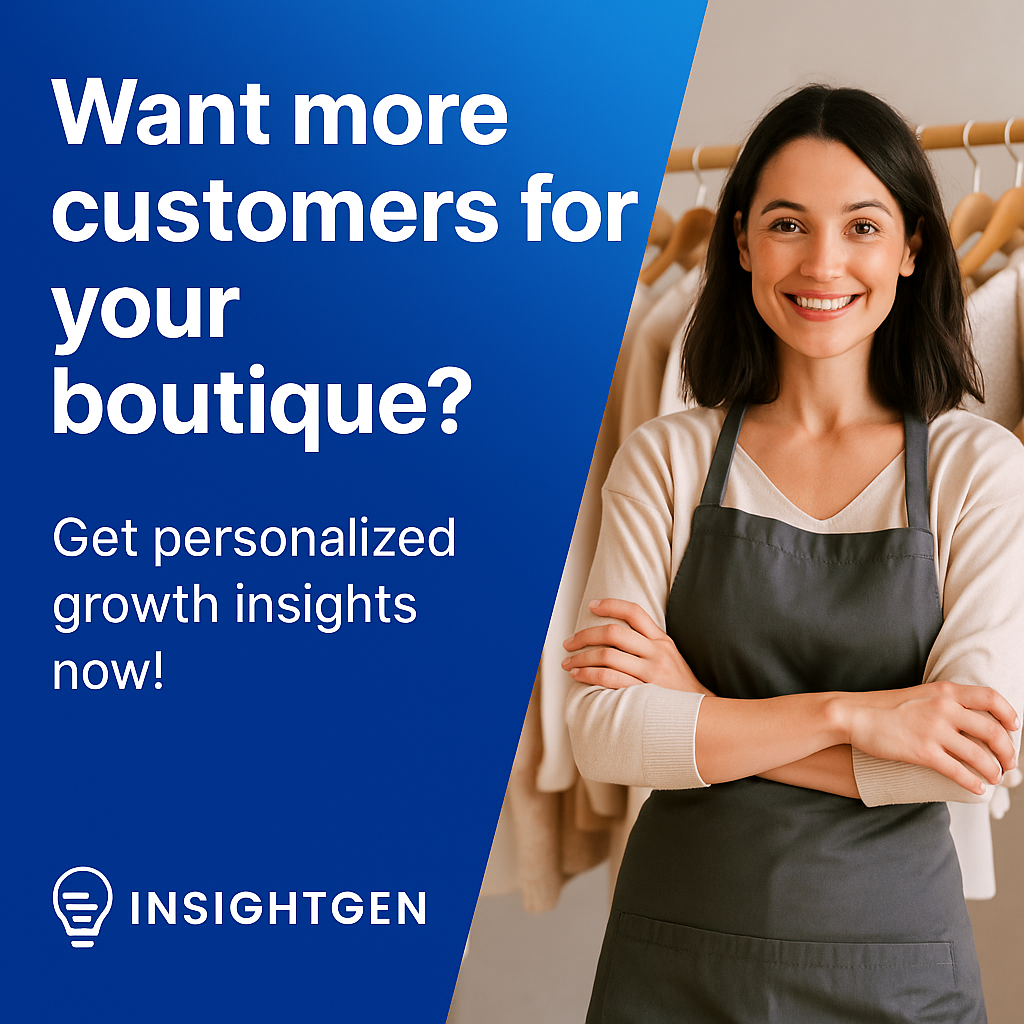 Want more
customers for
your
boutique?
Get personalized
growth insights
now!
INSIGHTGEN